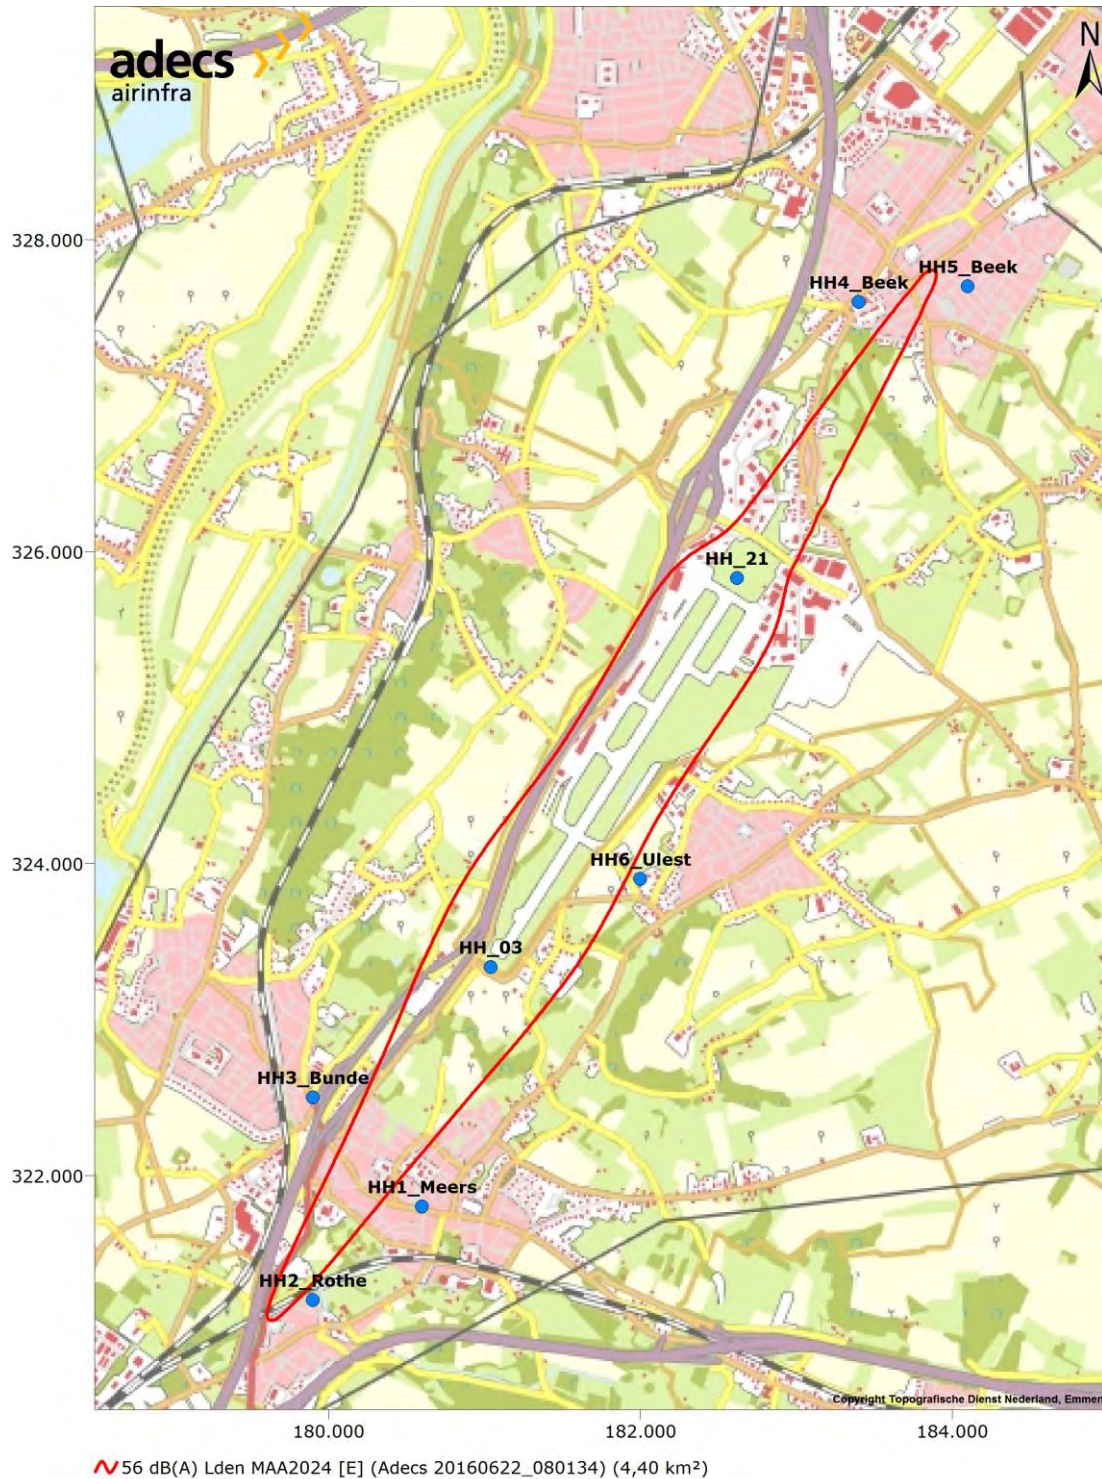 adecs
airinfra
N
328.000
HH5_Beek
HH4_Beek
326.000
HH_21
324.000
HH6_Ulest
HH_03
HH3_Bunde
322.000
HH1_Meers
HH2_Rothe
Copyright Topografische Dienst Nederland, Emmen
180.000 182.000 184.000
56 dB(A) Lden MAA2024 [E] (Adecs 20160622_080134) (4,40 km²)